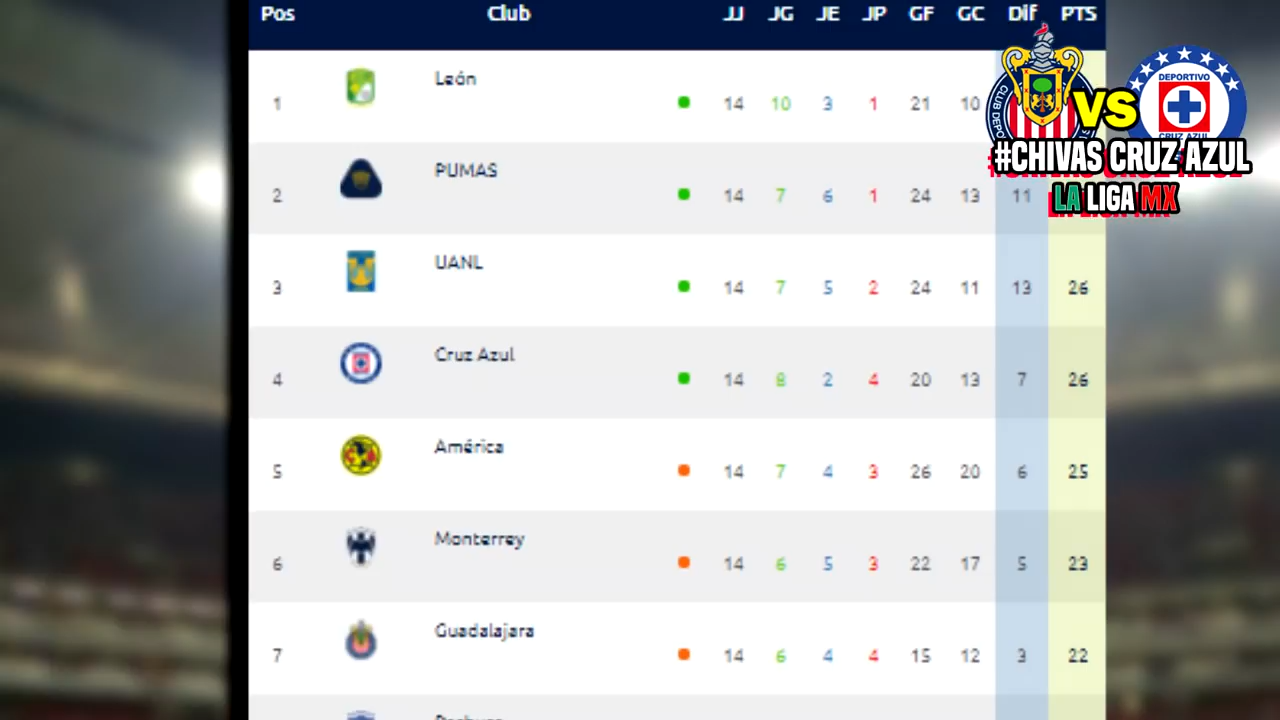 Pos Club JJ JG JE JP GF GC Dif PTS
1 León 14 10 3 1 21 10
2 PUMAS 14 7 6 1 24 13 11
3 UANL 14 7 5 2 24 11 13 26
4 Cruz Azul 14 8 2 4 20 13 7 26
5 América 14 7 4 3 26 20 6 25
6 Monterrey 14 6 5 3 22 17 5 23
7 Guadalajara 14 6 4 4 15 12 3 22
VS
DEPORTIVO
CRUZ AZUL
#CHIVAS CRUZ AZUL
LA LIGA MX